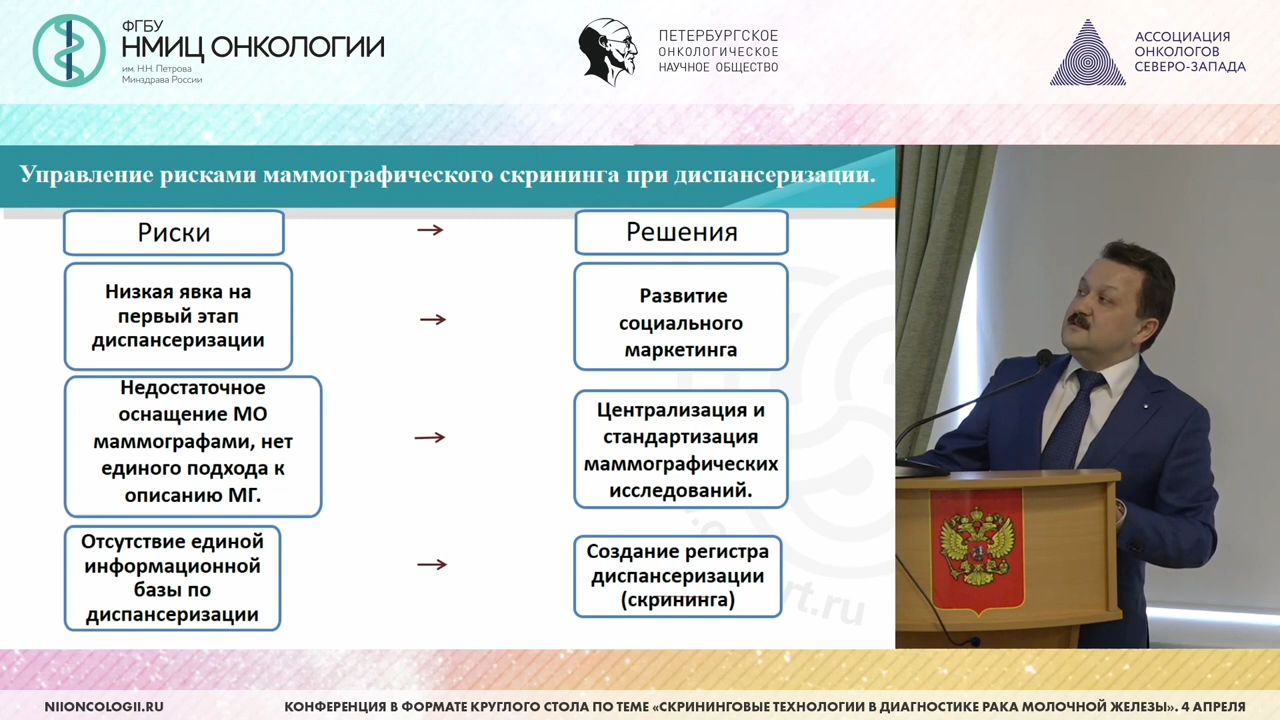 ФГБУ
НМИЦ ОНКОЛОГИИ
им. Н.Н. Петрова
Минздрава России
ПЕТЕРБУРГСКОЕ
ОНКОЛОГИЧЕСКОЕ
НАУЧНОЕ ОБЩЕСТВО
АССОЦИАЦИЯ
ОНКОЛОГОВ
СЕВЕРО-ЗАПАДА
Управление рисками маммографического скрининга при диспансеризации.
Риски → Решения
Низкая явка на
первый этап
диспансеризации
→
Развитие
социального
маркетинга
Недостаточное
оснащение МО
маммографами, нет
единого подхода к
описанию МГ.
→
Централизация и
стандартизация
маммографических
исследований.
Отсутствие единой
информационной
базы по
диспансеризации
→
Создание регистра
диспансеризации
(скрининга)
NIIONCOLOGII.RU
КОНФЕРЕНЦИЯ В ФОРМАТЕ КРУГЛОГО СТОЛА ПО ТЕМЕ «СКРИНИНГОВЫЕ ТЕХНОЛОГИИ В ДИАГНОСТИКЕ РАКА МОЛОЧНОЙ ЖЕЛЕЗЫ». 4 АПРЕЛЯ